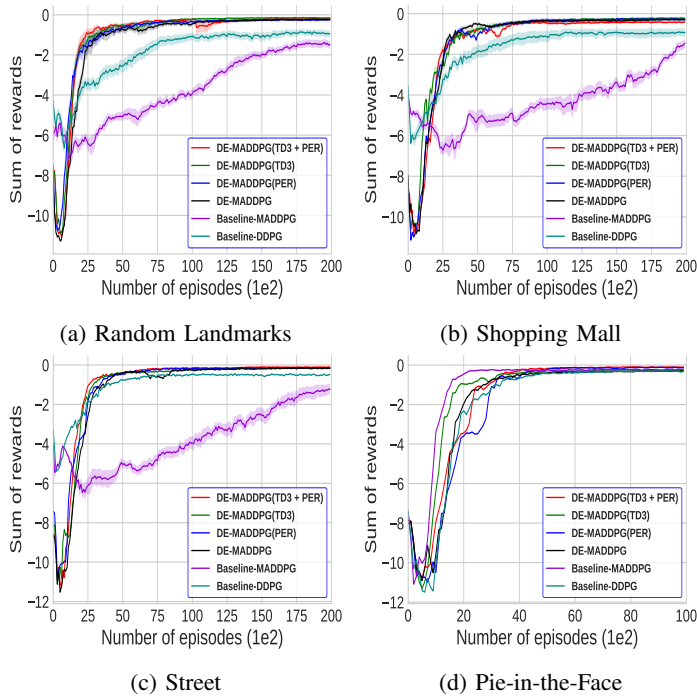 0
−2
−4
−6
−8
−10
Sum of rewards
DE-MADDPG(TD3 + PER)
DE-MADDPG(TD3)
DE-MADDPG(PER)
DE-MADDPG
Baseline-MADDPG
Baseline-DDPG
0 25 50 75 100 125 150 175 200
Number of episodes (1e2)
(a) Random Landmarks
0
−2
−4
−6
−8
−10
Sum of rewards
DE-MADDPG(TD3 + PER)
DE-MADDPG(TD3)
DE-MADDPG(PER)
DE-MADDPG
Baseline-MADDPG
Baseline-DDPG
0 25 50 75 100 125 150 175 200
Number of episodes (1e2)
(b) Shopping Mall
0
−2
−4
−6
−8
−10
−12
Sum of rewards
DE-MADDPG(TD3 + PER)
DE-MADDPG(TD3)
DE-MADDPG(PER)
DE-MADDPG
Baseline-MADDPG
Baseline-DDPG
0 25 50 75 100 125 150 175 200
Number of episodes (1e2)
(c) Street
0
−2
−4
−6
−8
−10
−12
Sum of rewards
DE-MADDPG(TD3 + PER)
DE-MADDPG(TD3)
DE-MADDPG(PER)
DE-MADDPG
Baseline-MADDPG
Baseline-DDPG
0 20 40 60 80 100
Number of episodes (1e2)
(d) Pie-in-the-Face